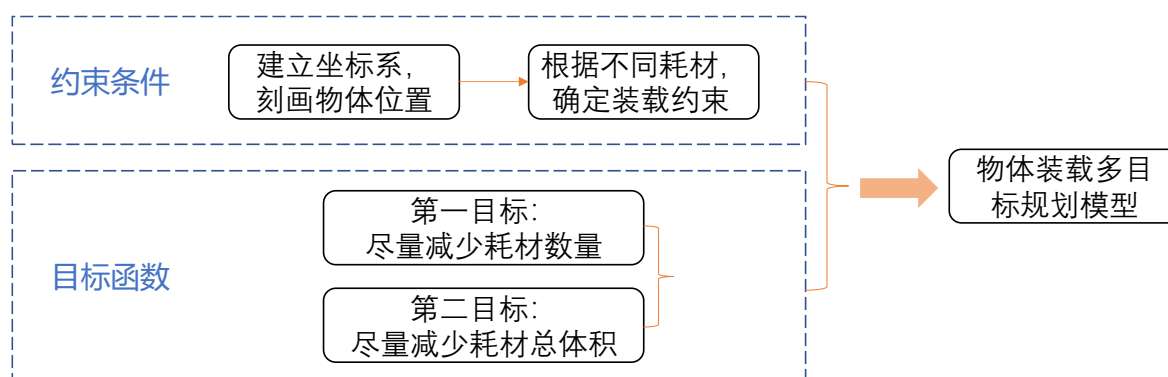 约束条件
建立坐标系，
刻画物体位置
根据不同耗材，
确定装载约束
目标函数
第一目标：
尽量减少耗材数量
第二目标：
尽量减少耗材总体积
物体装载多目
标规划模型